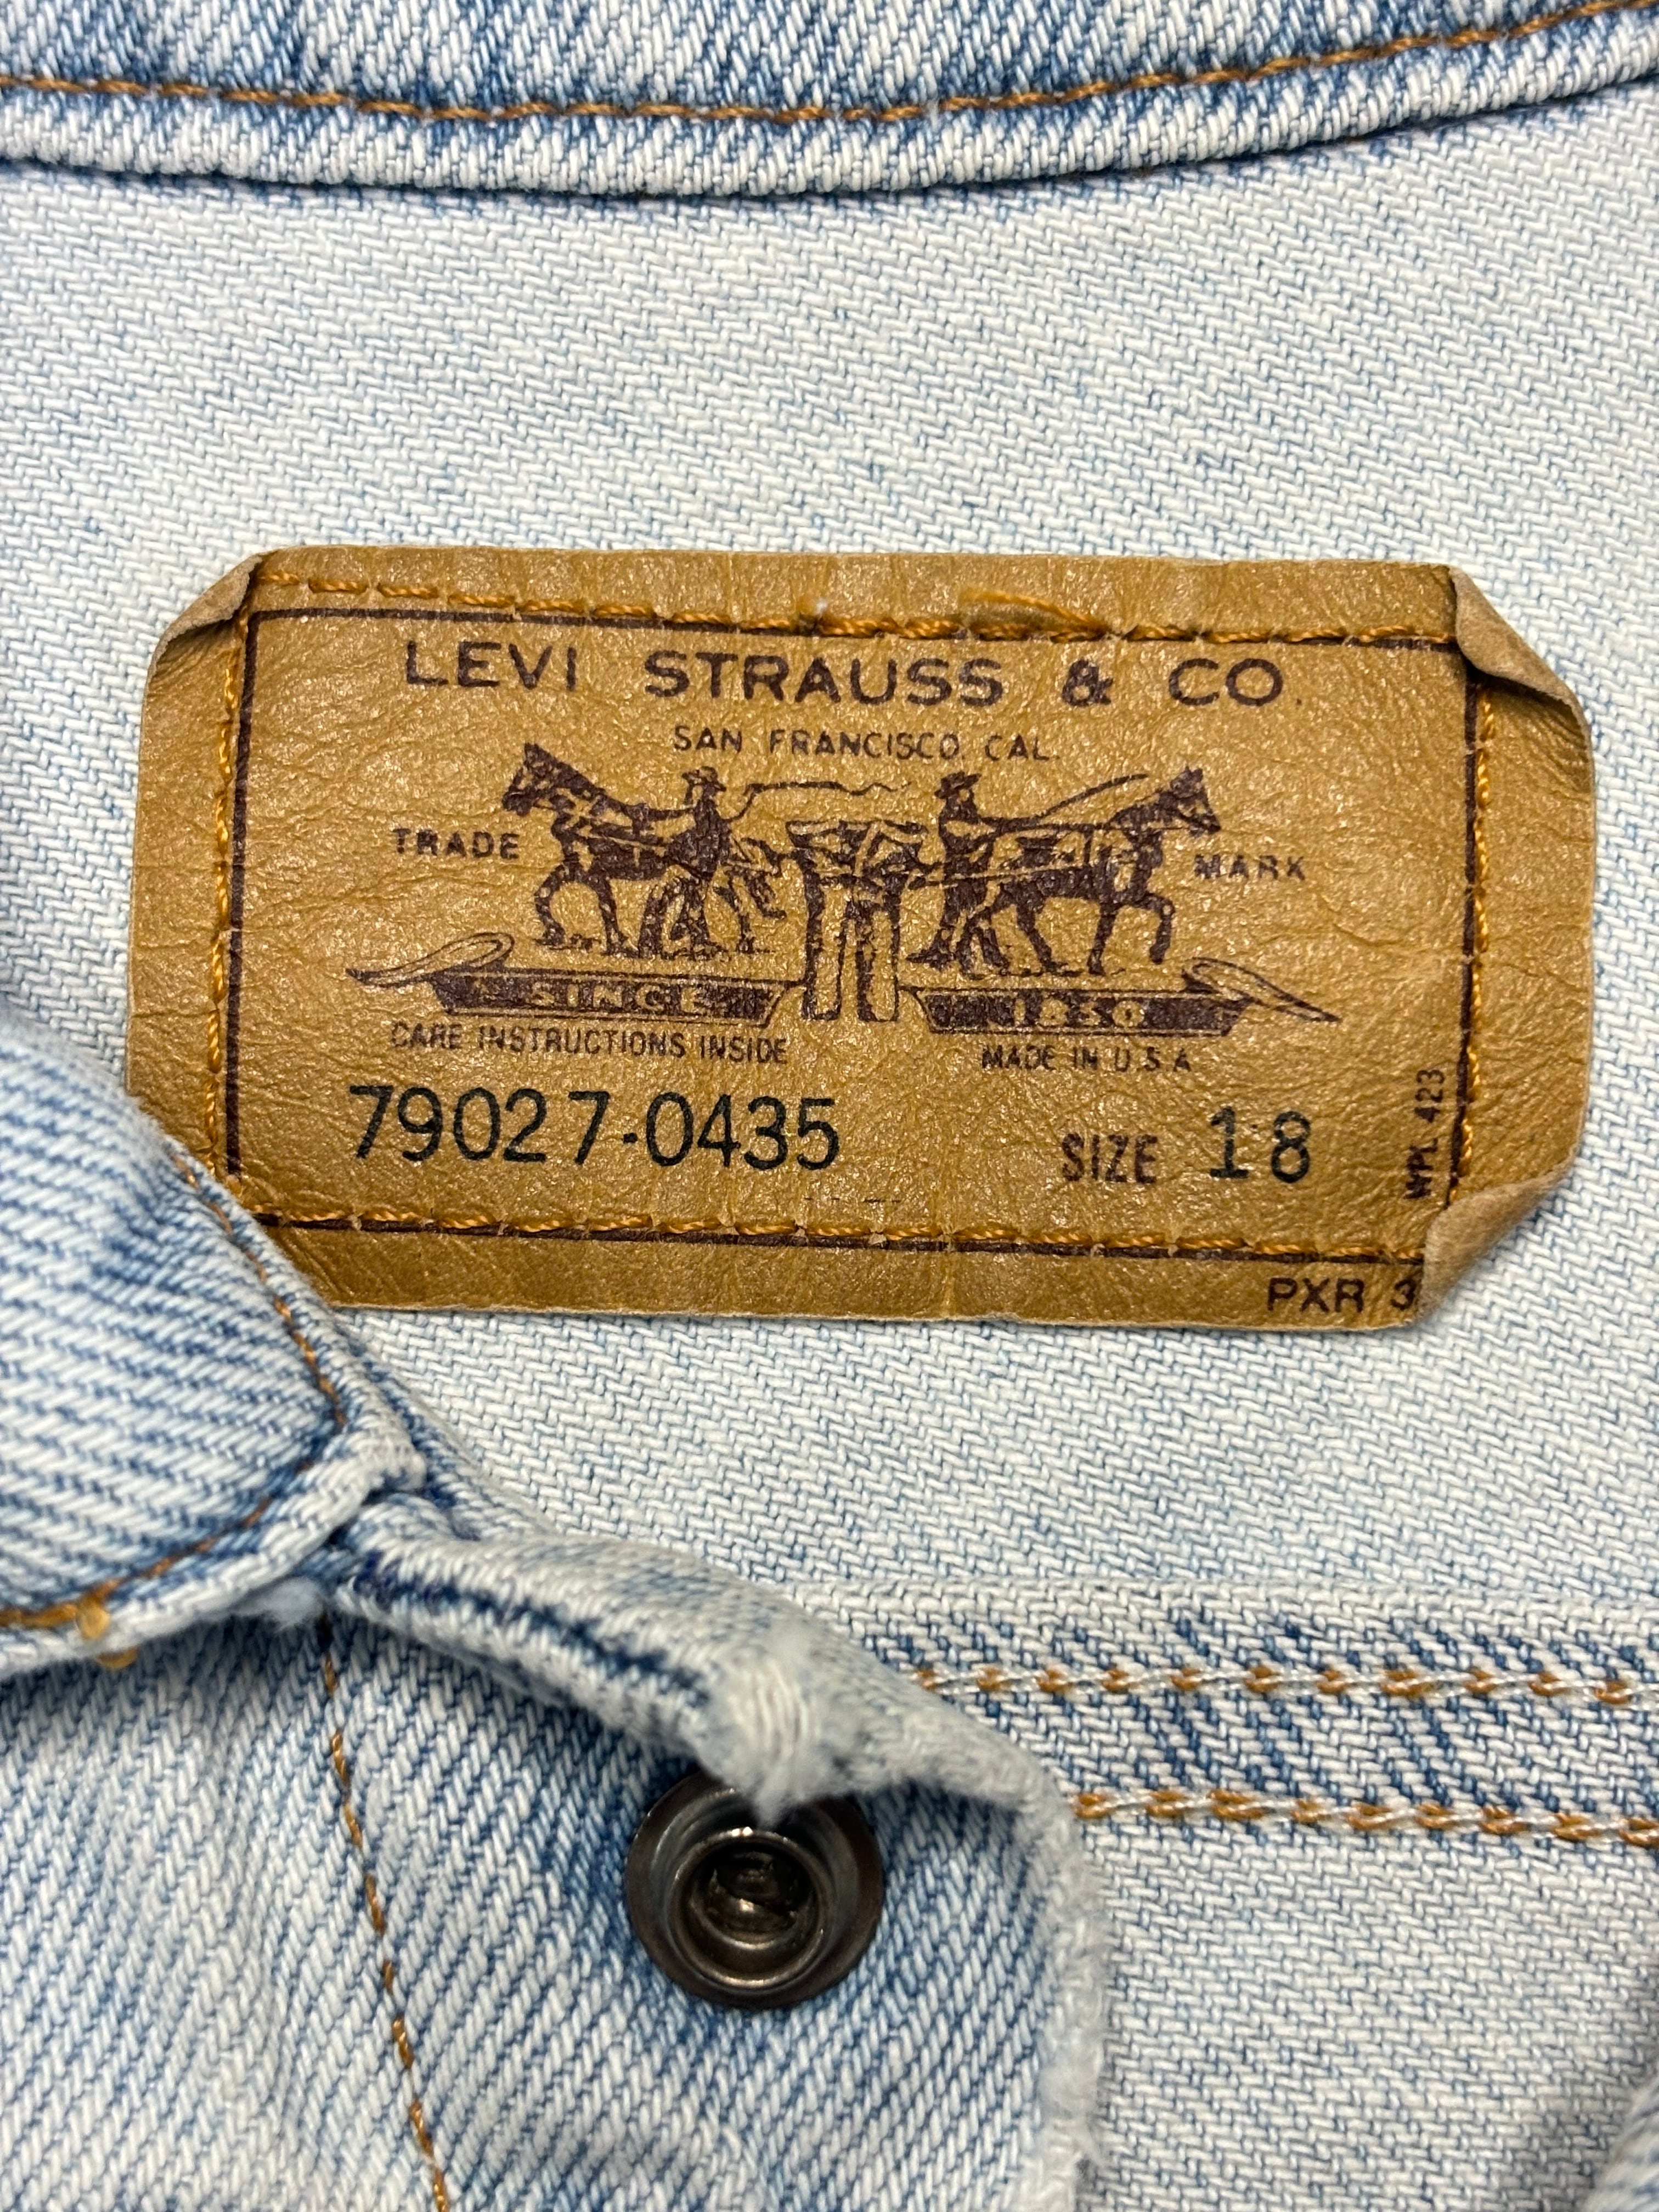 LEVI STRAUSS & CO.
SAN FRANCISCO, CAL.
TRADE MARK
SINCE 1850
CARE INSTRUCTIONS INSIDE MADE IN U.S.A
79027-0435 SIZE 18
WPL 423
PXR 3